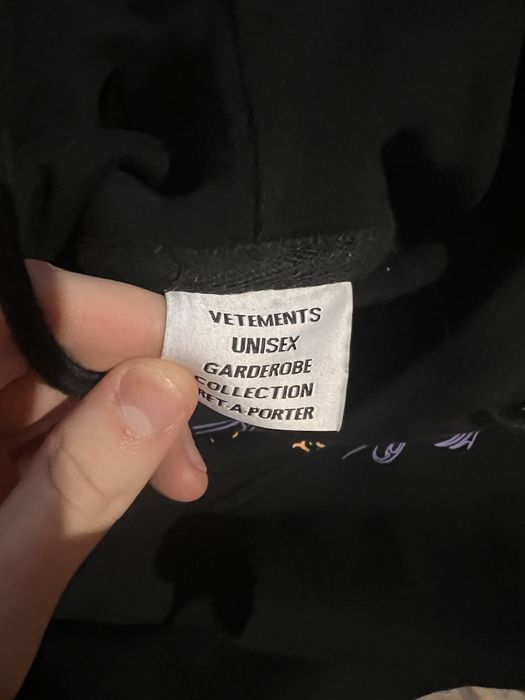 VETEMENTS
UNISEX
GARDEROBE
COLLECTION
RET-A-PORTER